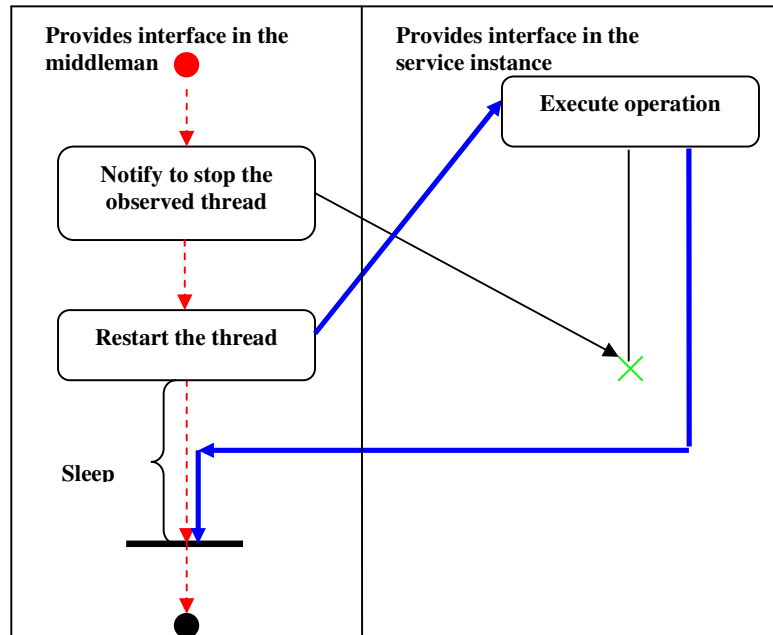 Provides interface in the
middleman
Provides interface in the
service instance
Execute operation
Notify to stop the
observed thread
Restart the thread
Sleep